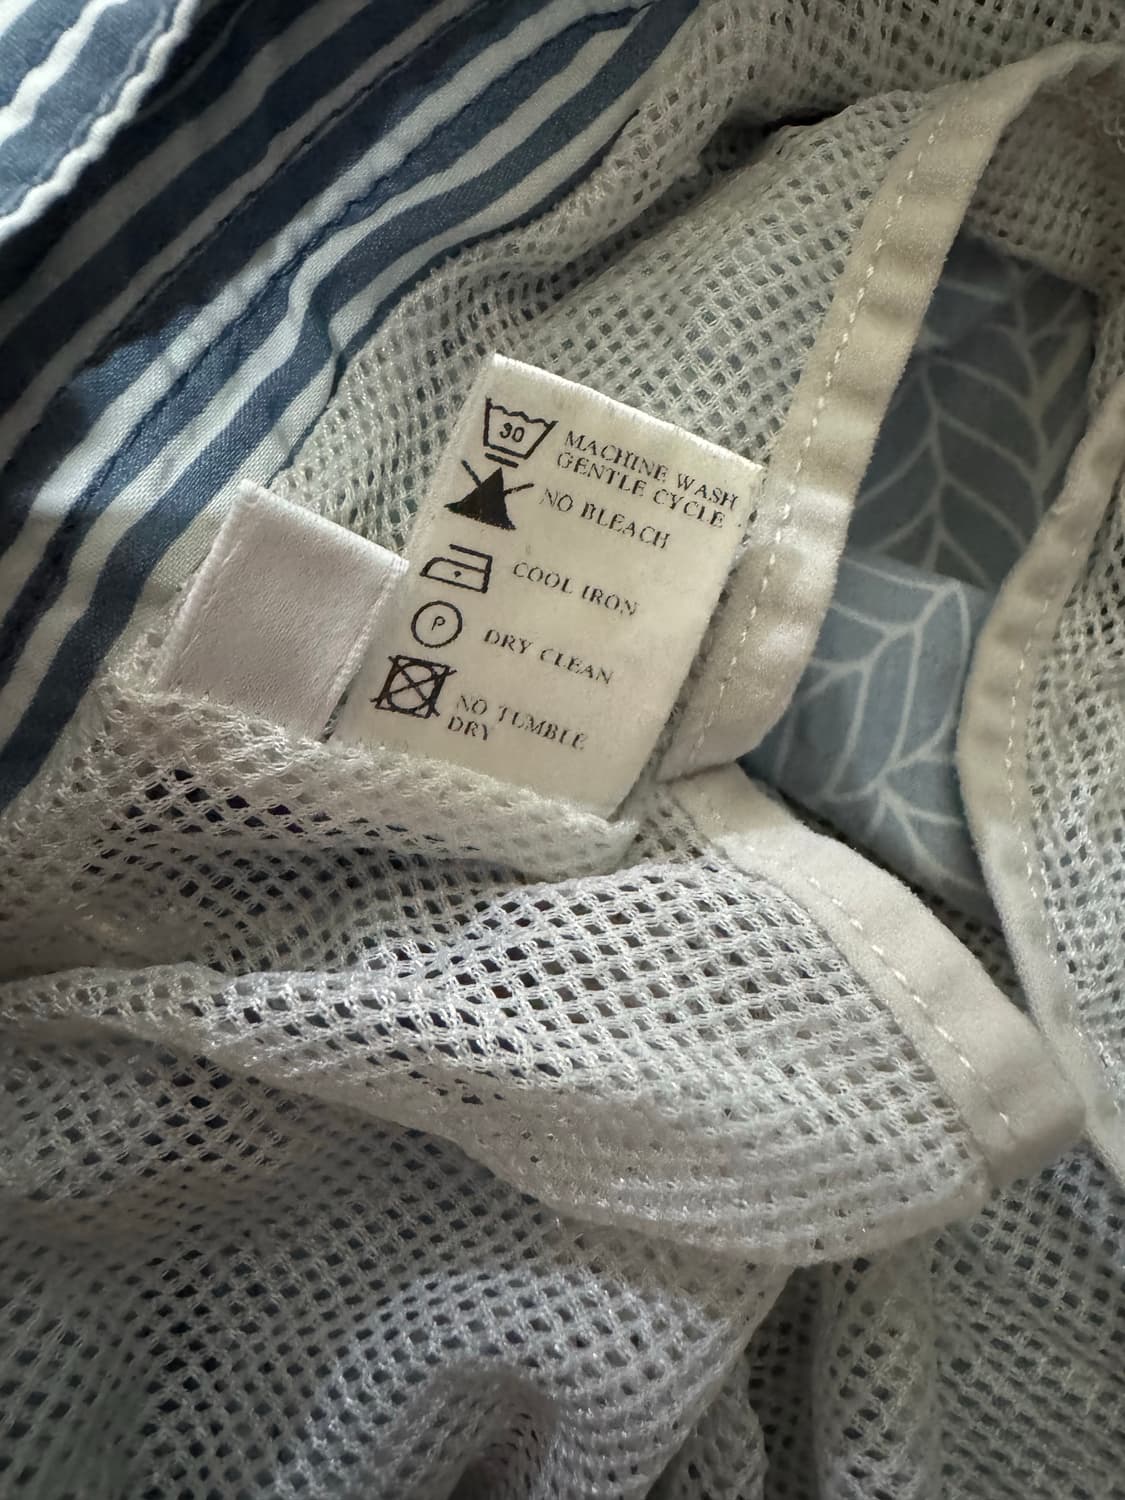 30
MACHINE WASH
GENTLE CYCLE
NO BLEACH
COOL IRON
P
DRY CLEAN
NO TUMBLE
DRY